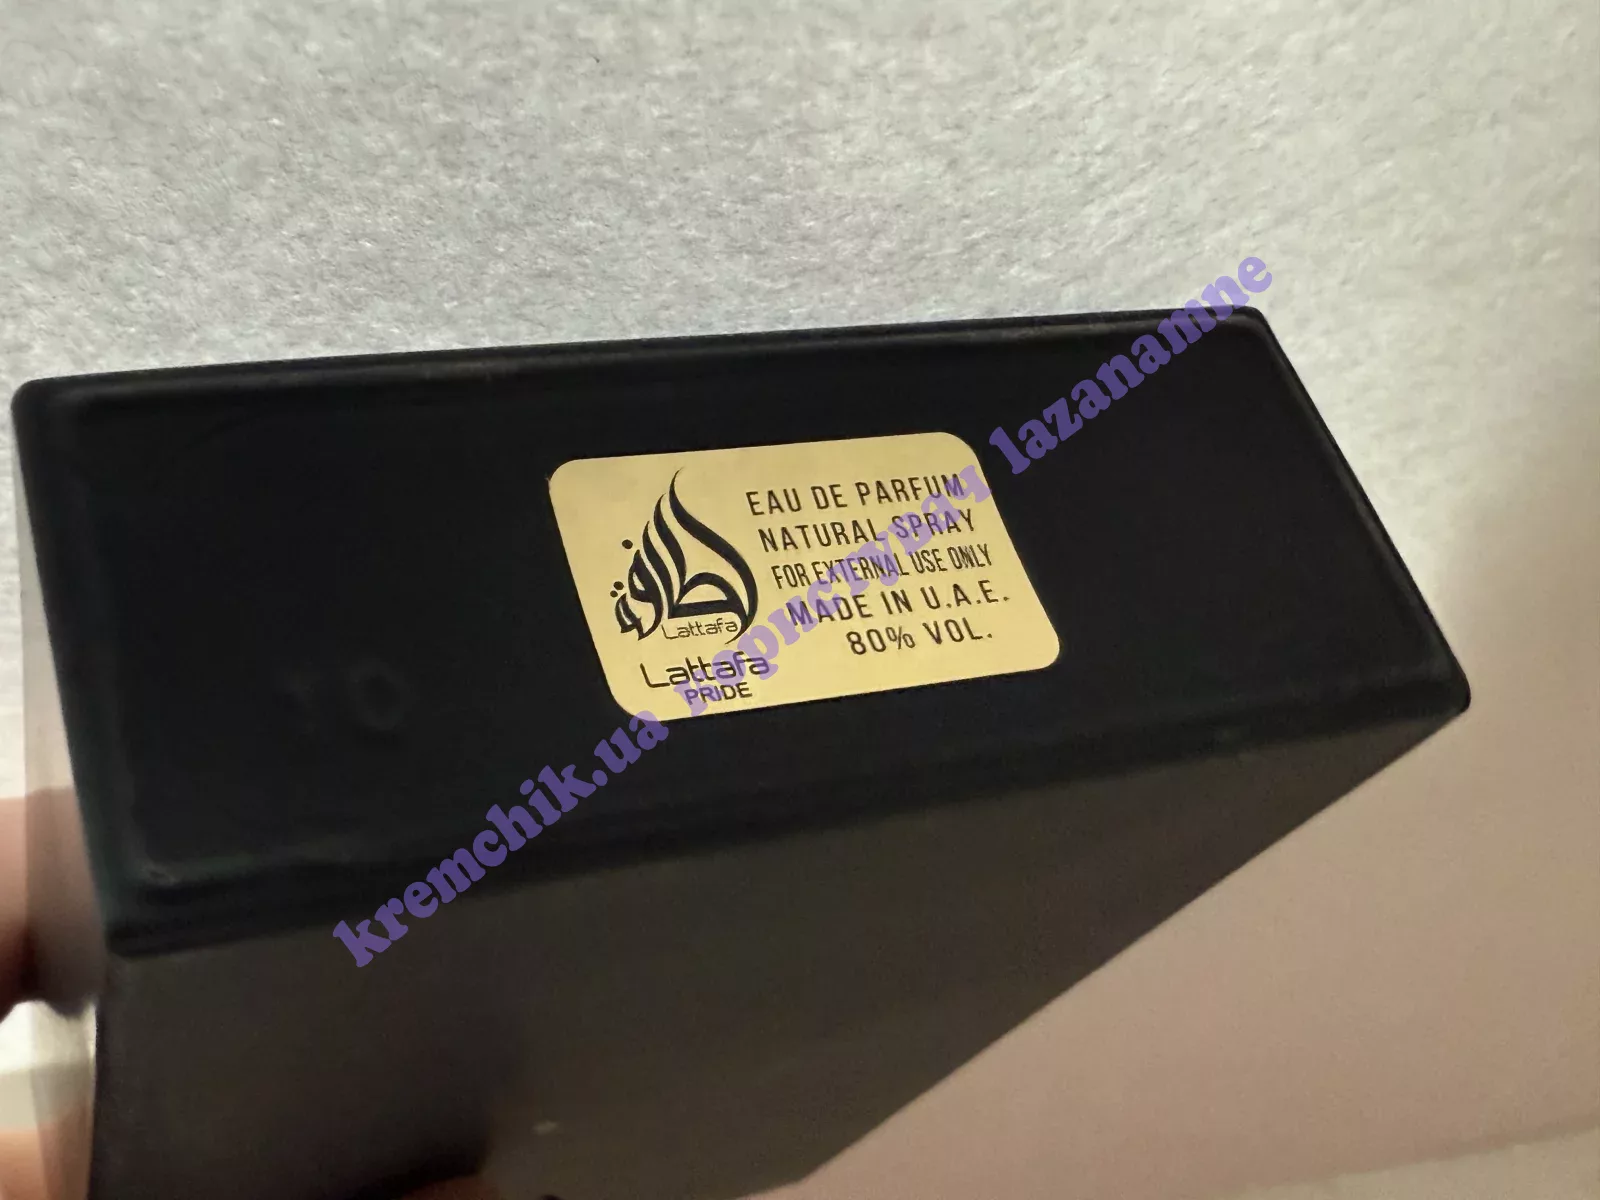 EAU DE PARFUM
NATURAL SPRAY
FOR EXTERNAL USE ONLY
MADE IN U.A.E.
80% VOL.
لطافة
Lattafa
Lattafa
PRIDE
kremchik.ua користувач lazanamne